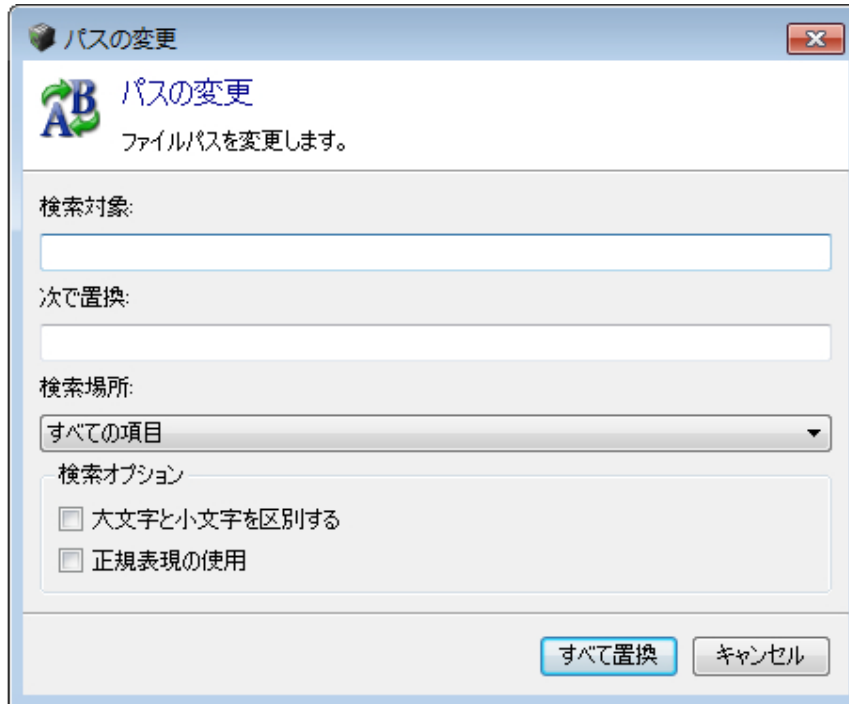 パスの変更
パスの変更
ファイルパスを変更します。
検索対象:
次で置換:
検索場所:
すべての項目
検索オプション
大文字と小文字を区別する
正規表現の使用
すべて置換 キャンセル